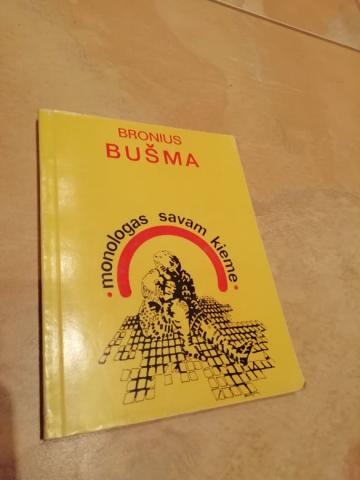 BRONIUS
BUŠMA
·monologas savam kieme·